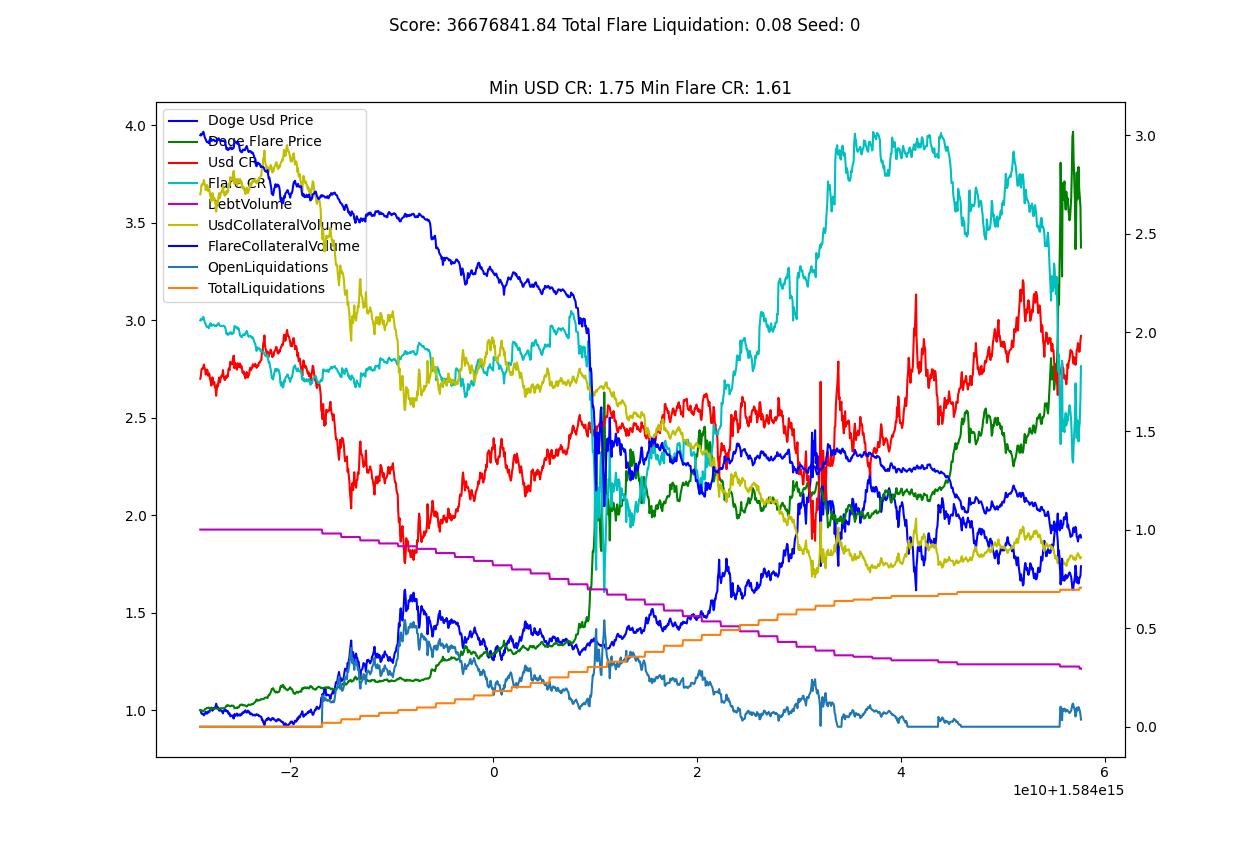 Score: 36676841.84 Total Flare Liquidation: 0.08 Seed: 0
Min USD CR: 1.75 Min Flare CR: 1.61
Doge Usd Price
Doge Flare Price
Usd CR
Flare CR
DebtVolume
UsdCollateralVolume
FlareCollateralVolume
OpenLiquidations
TotalLiquidations
4.0
3.5
3.0
2.5
2.0
1.5
1.0
3.0
2.5
2.0
1.5
1.0
0.5
0.0
−2
0
2
4
6
1e10+1.584e15